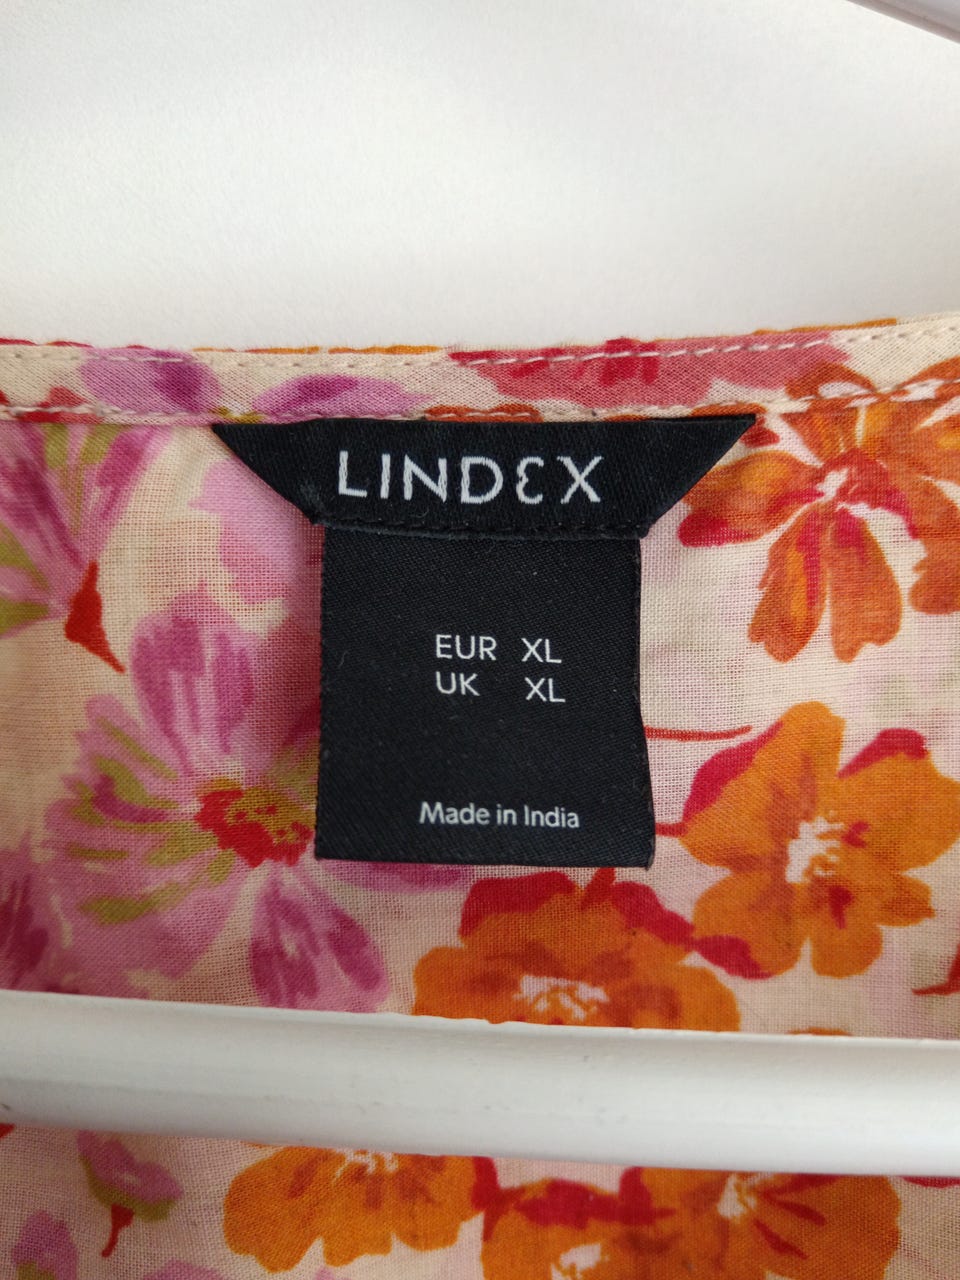 LINDEX
EUR XL
UK XL
Made in India